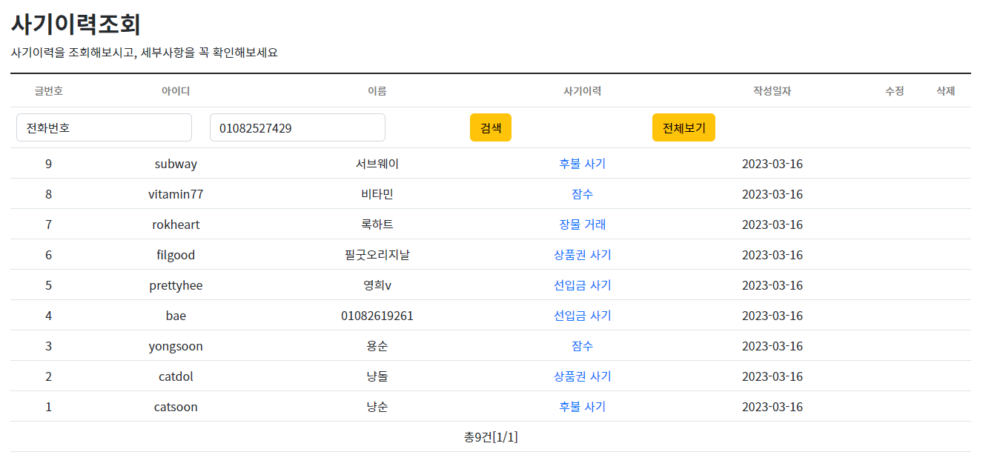 사기이력조회
사기이력을 조회해보시고, 세부사항을 꼭 확인해보세요
글번호 아이디 이름 사기이력 작성일자 수정 삭제
전화번호 01082527429 검색 전체보기
9 subway 서브웨이 후불 사기 2023-03-16
8 vitamin77 비타민 잠수 2023-03-16
7 rokheart 록하트 장물 거래 2023-03-16
6 filgood 필굿오리지날 상품권 사기 2023-03-16
5 prettyhee 영희v 선입금 사기 2023-03-16
4 bae 01082619261 선입금 사기 2023-03-16
3 yongsoon 용순 잠수 2023-03-16
2 catdol 냥돌 상품권 사기 2023-03-16
1 catsoon 냥순 후불 사기 2023-03-16
총9건[1/1]